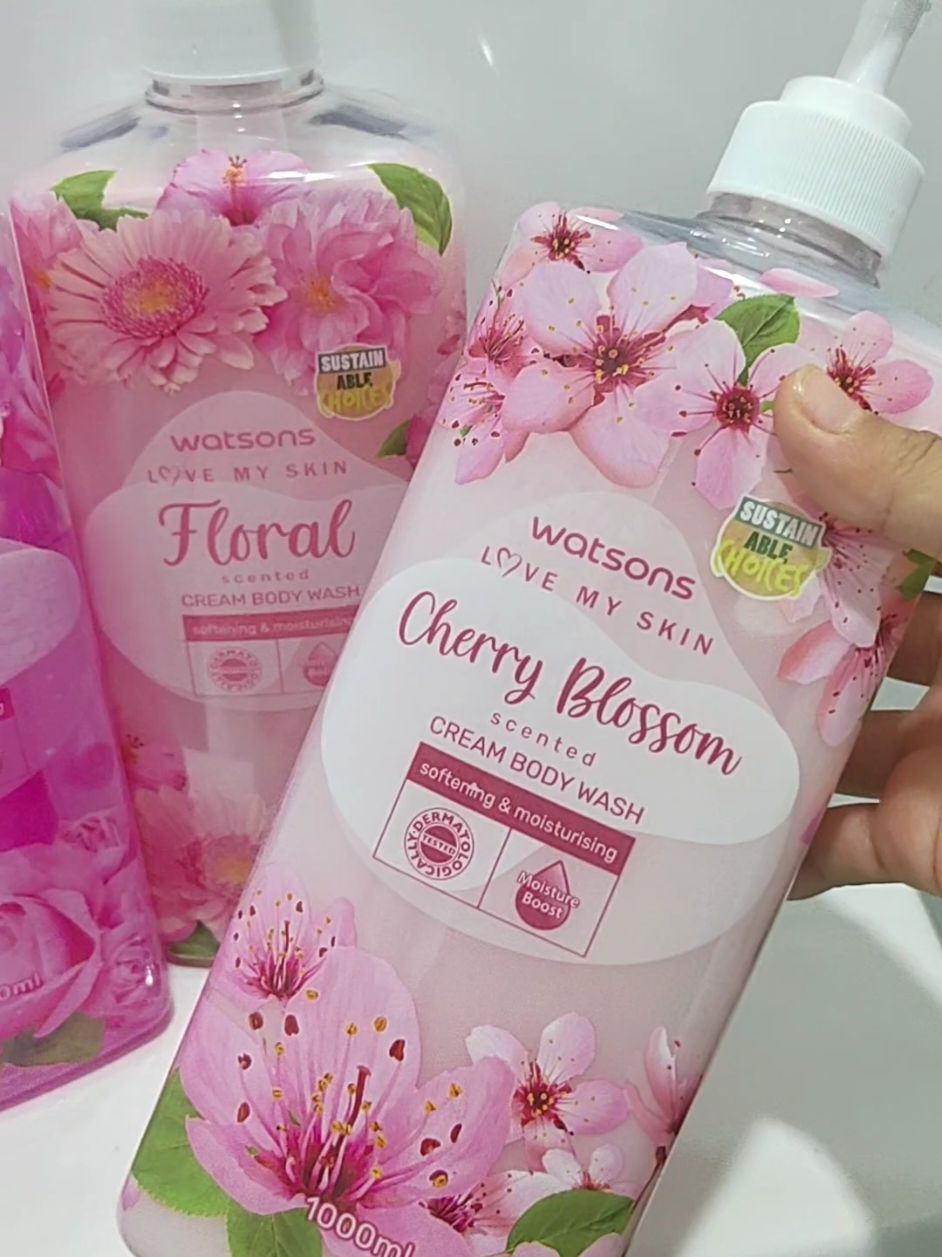 SUSTAIN
ABLE
CHOICES
watsons
LOVE MY SKIN
Floral
scented
CREAM BODY WASH
softening & moisturising
SUSTAIN
ABLE
CHOICES
watsons
LOVE MY SKIN
Cherry Blossom
scented
CREAM BODY WASH
softening & moisturising
DERMATOLOGICALLY
TESTED
Moisture
Boost
1000ml